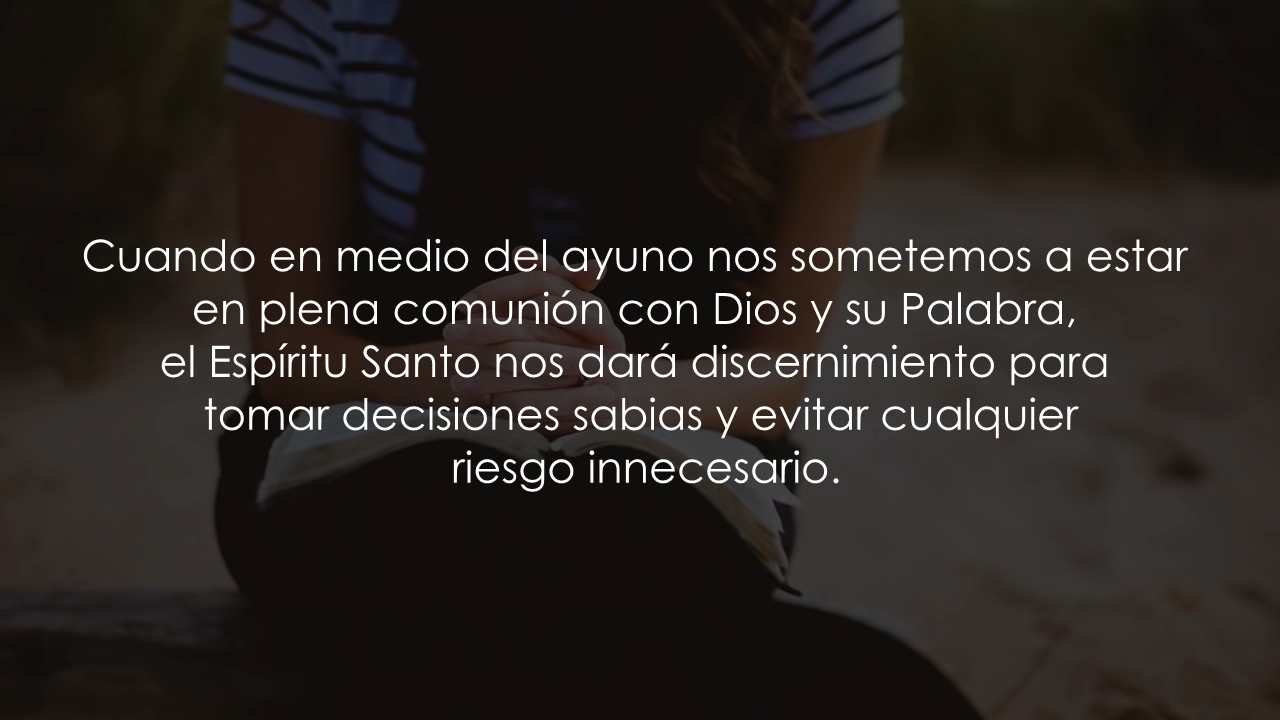 Cuando en medio del ayuno nos sometemos a estar
en plena comunión con Dios y su Palabra,
el Espíritu Santo nos dará discernimiento para
tomar decisiones sabias y evitar cualquier
riesgo innecesario.